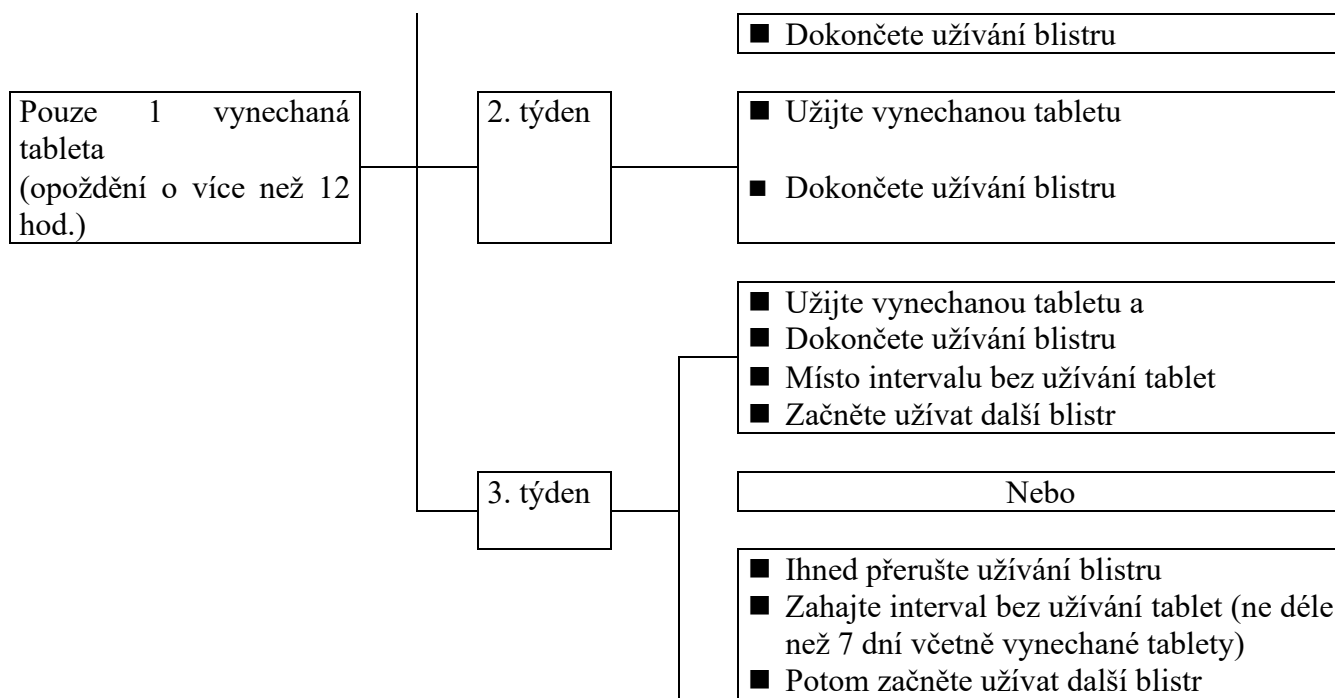 ■ Dokončete užívání blistru
Pouze 1 vynechaná
tableta
(opoždění o více než 12
hod.)
2. týden
■ Užijte vynechanou tabletu
■ Dokončete užívání blistru
■ Užijte vynechanou tabletu a
■ Dokončete užívání blistru
■ Místo intervalu bez užívání tablet
■ Začněte užívat další blistr
3. týden
Nebo
■ Ihned přerušte užívání blistru
■ Zahajte interval bez užívání tablet (ne déle
než 7 dní včetně vynechané tablety)
■ Potom začněte užívat další blistr